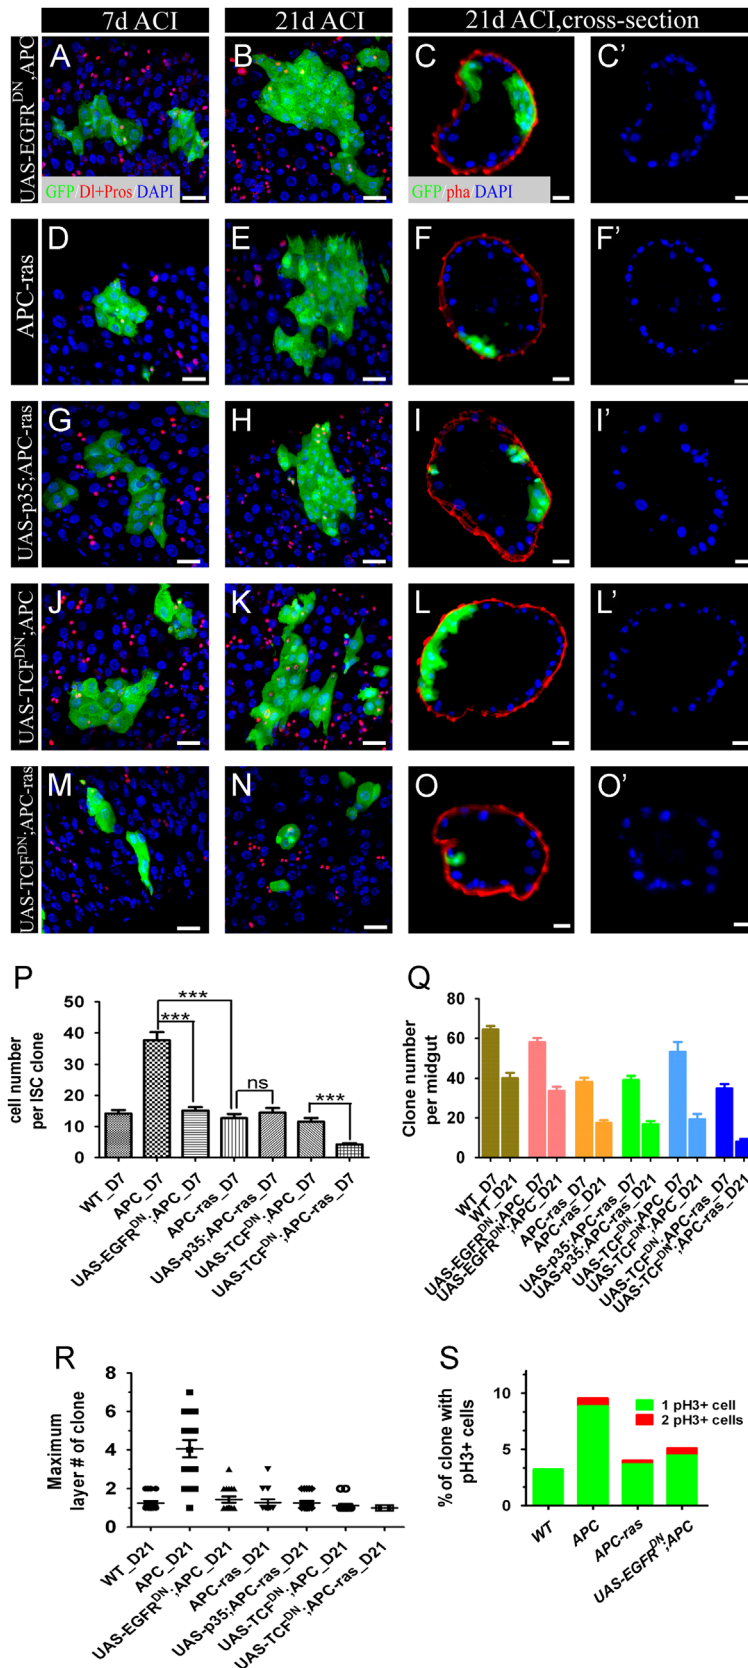 7d ACI
21d ACI
21d ACI,cross-section
UAS-EGFR^DN,APC
A
B
C
C'
GFP/Dl+Pros/DAPI
GFP/pha/DAPI
APC-ras
D
E
F
F'
UAS-p35;APC-ras
G
H
I
I'
UAS-TCF^DN;APC
J
K
L
L'
UAS-TCF^DN;APC-ras
M
N
O
O'
P
cell number
per ISC clone
50
40
30
20
10
0
***
***
ns
***
WT_D7
APC_D7
UAS-EGFR^DN;APC_D7
APC-ras_D7
UAS-p35;APC-ras_D7
UAS-TCF^DN;APC_D7
UAS-TCF^DN;APC-ras_D7
Q
Clone number
per midgut
80
60
40
20
0
WT_D7
WT_D21
UAS-EGFR^DN;APC_D7
UAS-EGFR^DN;APC_D21
APC-ras_D7
APC-ras_D21
UAS-p35;APC-ras_D7
UAS-p35;APC-ras_D21
UAS-TCF^DN;APC_D7
UAS-TCF^DN;APC_D21
UAS-TCF^DN;APC-ras_D7
UAS-TCF^DN;APC-ras_D21
R
Maximum
layer # of clone
8
6
4
2
0
WT_D21
APC_D21
UAS-EGFR^DN;APC_D21
APC-ras_D21
UAS-p35;APC-ras_D21
UAS-TCF^DN;APC_D21
UAS-TCF^DN;APC-ras_D21
S
% of clone with
pH3+ cells
10
5
0
1 pH3+ cell
2 pH3+ cells
WT
APC
APC-ras
UAS-EGFR^DN;APC